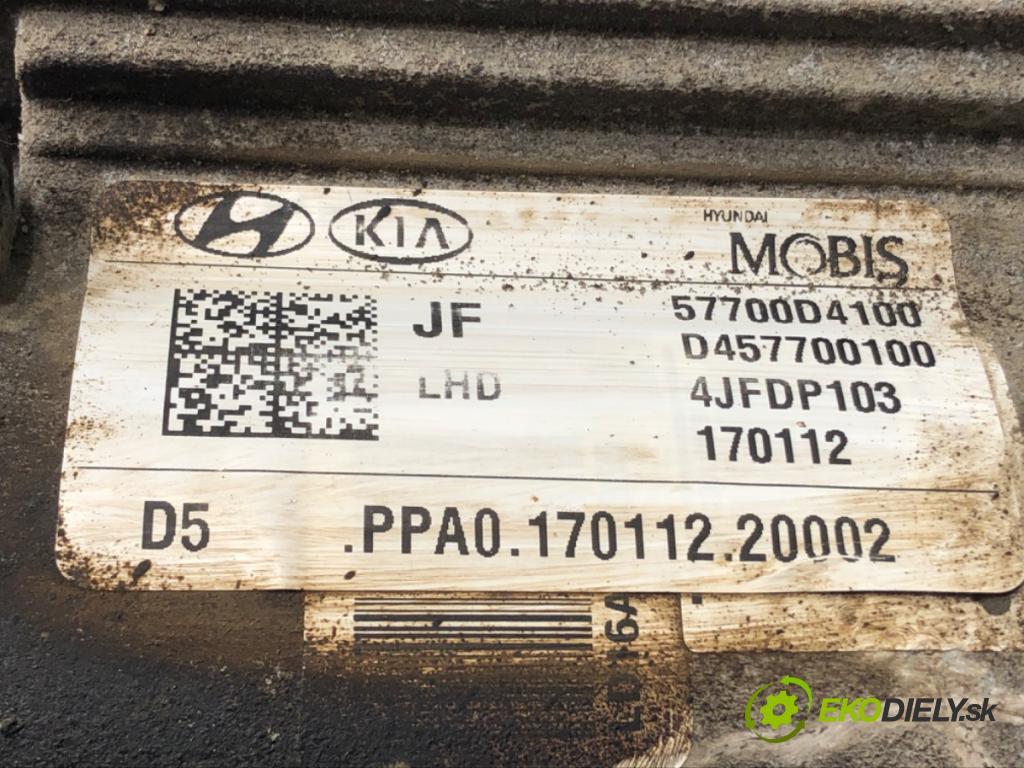 KIA
HYUNDAI
MOBIS
JF
57700D4100
D457700100
LHD
4JFDP103
170112
D5
.PPA0.170112.20002
EKODIELY.sk